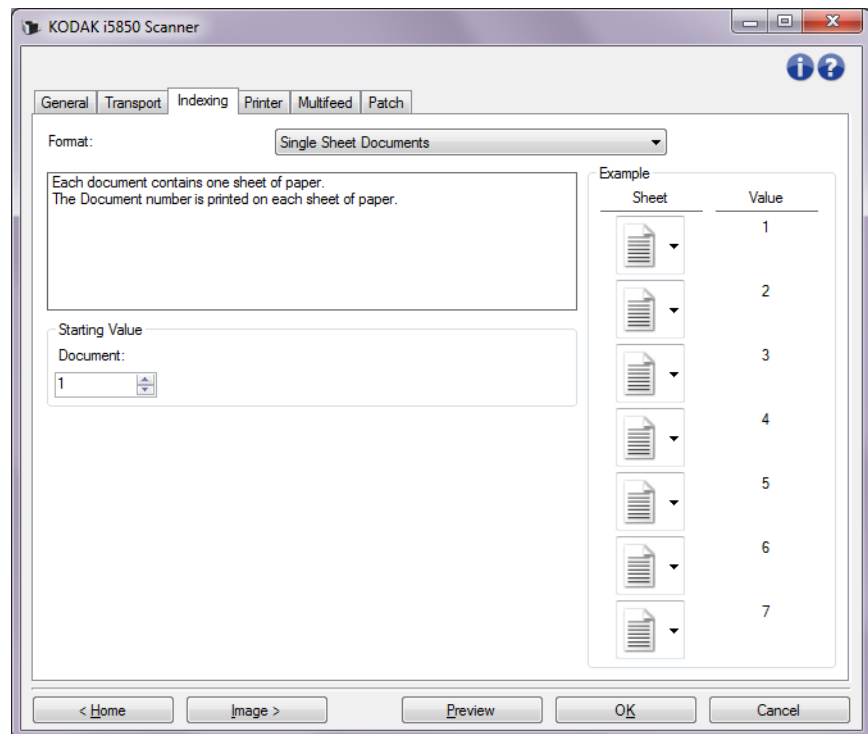 KODAK i5850 Scanner
General Transport Indexing Printer Multifeed Patch
Format: Single Sheet Documents
Each document contains one sheet of paper.
The Document number is printed on each sheet of paper.
Starting Value
Document:
1
Example
Sheet Value
1
2
3
4
5
6
7
< Home Image > Preview OK Cancel